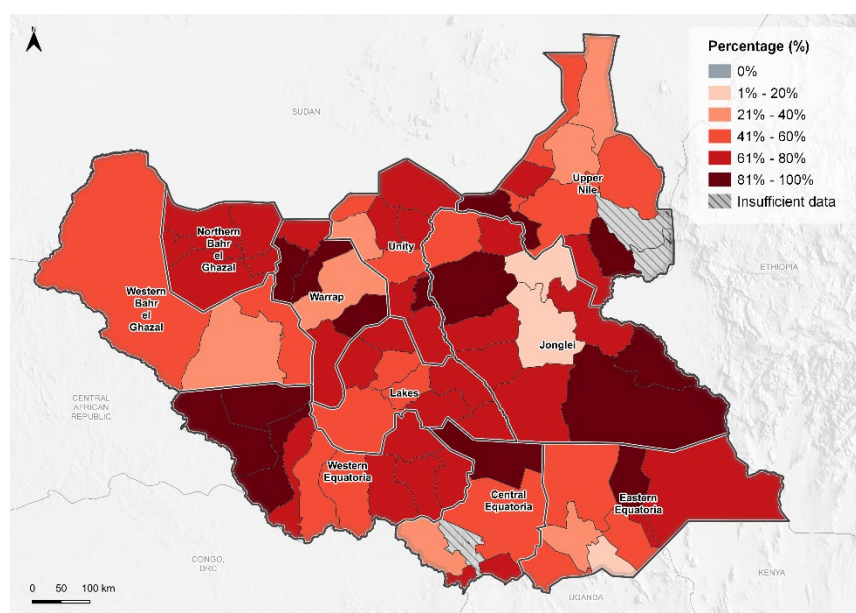 N
Percentage (%)
0%
1% - 20%
21% - 40%
41% - 60%
61% - 80%
81% - 100%
Insufficient data
SUDAN
Upper
Nile
Northern
Bahr
el
Ghazal
Unity
ETHIOPIA
Western
Bahr
el
Ghazal
Warrap
Jonglei
CENTRAL
AFRICAN
REPUBLIC
Lakes
Western
Equatoria
Central
Equatoria
Eastern
Equatoria
CONGO,
DRC
KENYA
UGANDA
0 50 100 km